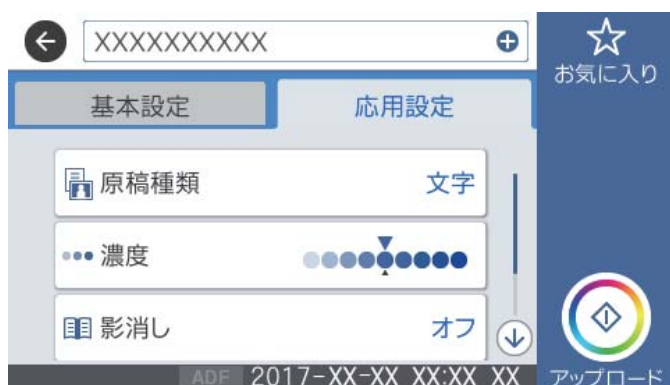 XXXXXXXXXX
お気に入り
基本設定
応用設定
原稿種類
文字
濃度
影消し
オフ
ADF 2017-XX-XX XX:XX XX
アップロード